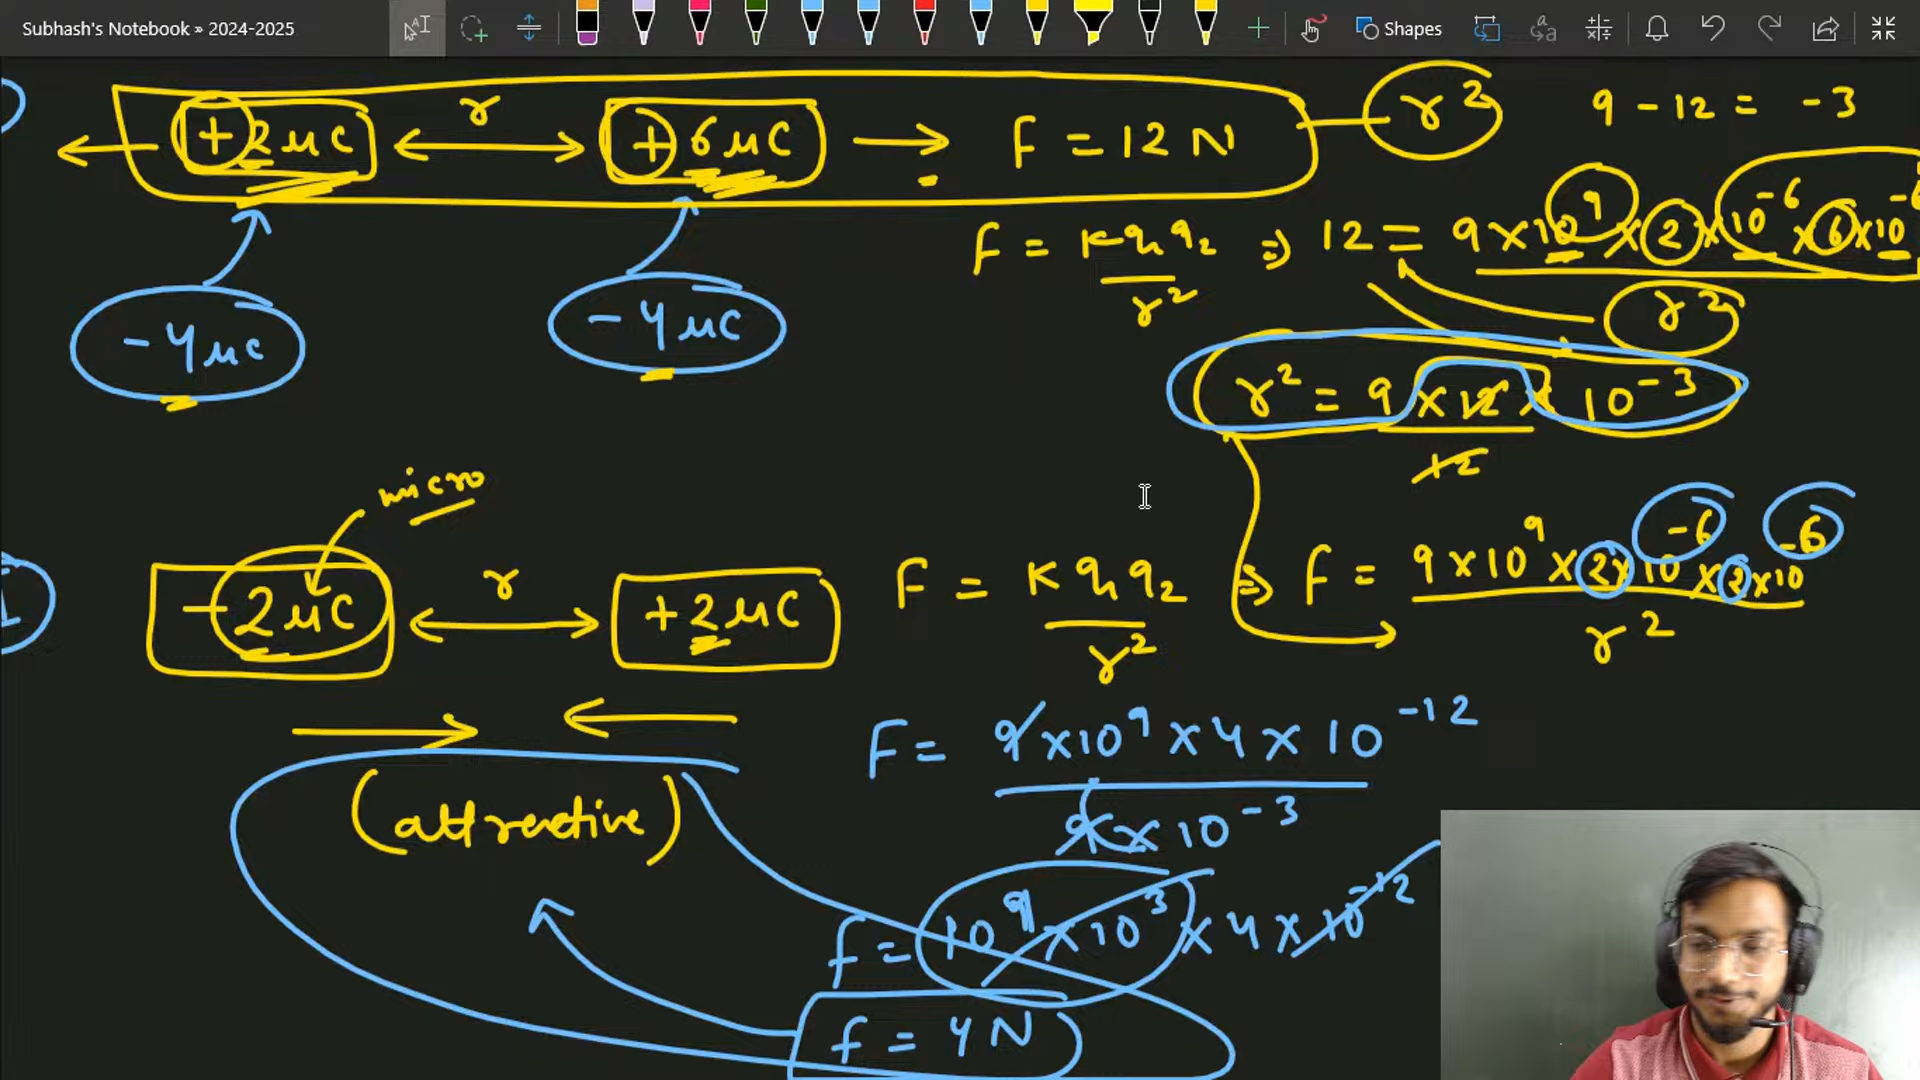 Subhash's Notebook » 2024-2025
Shapes
+2μC r +6μC F = 12 N r²
9 - 12 = -3
F = Kq₁q₂/r² ⇒ 12 = 9×10⁹×2×10⁻⁶×6×10⁻⁶
r²
-4μC -4μC
r² = 9×12×10⁻³
12
micro
-2μC r +2μC
F = Kq₁q₂/r² ⇒ F = 9×10⁹×2×10⁻⁶×2×10⁻⁶
r²
(attractive)
F = 9×10⁹×4×10⁻¹²
9×10⁻³
f = 10⁹×10³×4×10⁻¹²
f = 4N